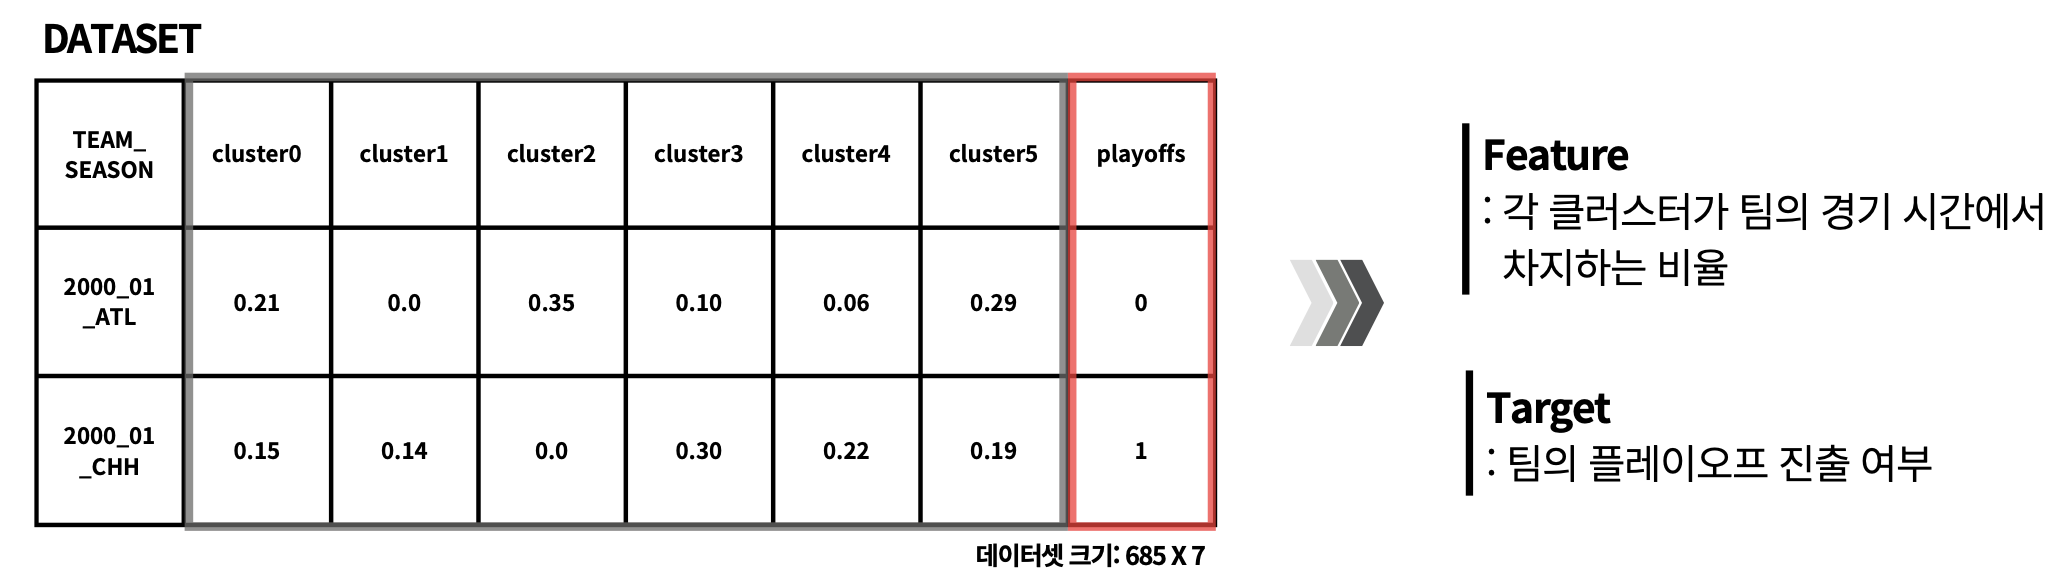 DATASET
TEAM_
SEASON
cluster0
cluster1
cluster2
cluster3
cluster4
cluster5
playoffs
2000_01
_ATL
0.21
0.0
0.35
0.10
0.06
0.29
0
2000_01
_CHH
0.15
0.14
0.0
0.30
0.22
0.19
1
데이터셋 크기: 685 X 7
Feature
: 각 클러스터가 팀의 경기 시간에서
차지하는 비율
Target
: 팀의 플레이오프 진출 여부